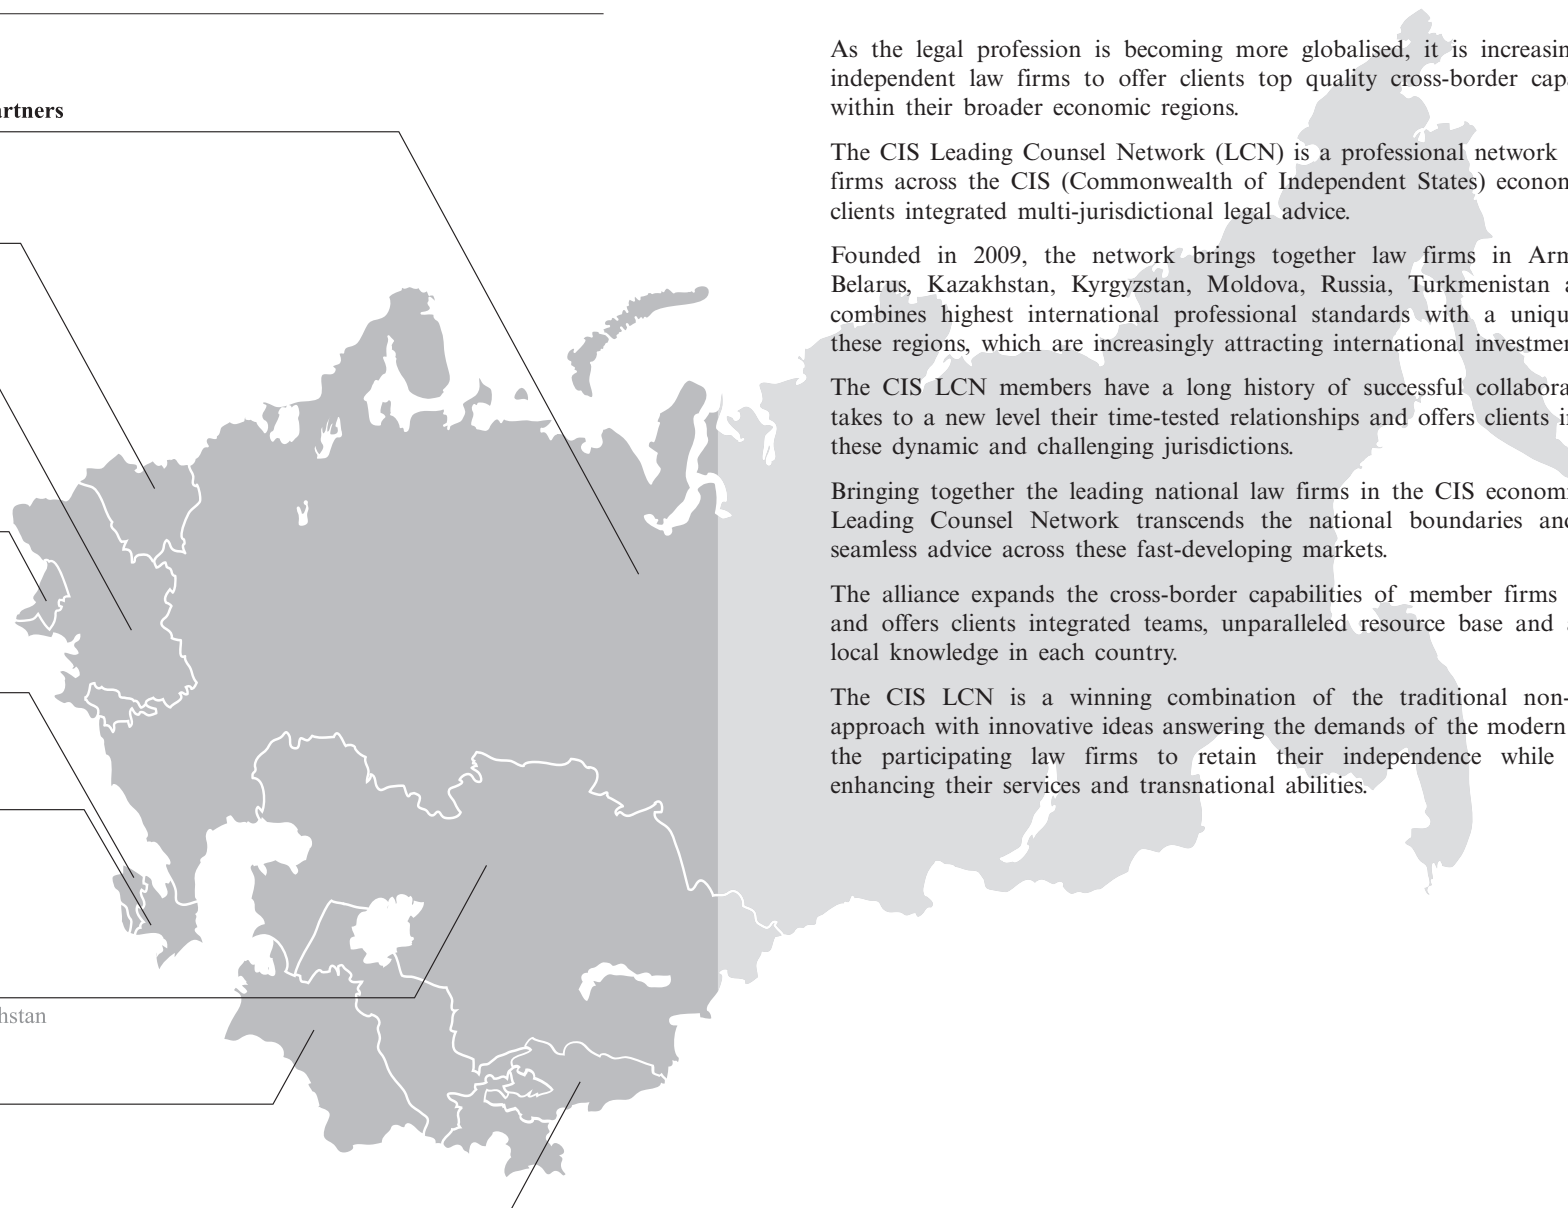 artners
hstan
As the legal profession is becoming more globalised, it is increasin
independent law firms to offer clients top quality cross-border cap
within their broader economic regions.
The CIS Leading Counsel Network (LCN) is a professional network
firms across the CIS (Commonwealth of Independent States) econom
clients integrated multi-jurisdictional legal advice.
Founded in 2009, the network brings together law firms in Arm
Belarus, Kazakhstan, Kyrgyzstan, Moldova, Russia, Turkmenistan a
combines highest international professional standards with a uniqu
these regions, which are increasingly attracting international investmen
The CIS LCN members have a long history of successful collabora
takes to a new level their time-tested relationships and offers clients i
these dynamic and challenging jurisdictions.
Bringing together the leading national law firms in the CIS economi
Leading Counsel Network transcends the national boundaries and
seamless advice across these fast-developing markets.
The alliance expands the cross-border capabilities of member firms
and offers clients integrated teams, unparalleled resource base and
local knowledge in each country.
The CIS LCN is a winning combination of the traditional non-
approach with innovative ideas answering the demands of the modern
the participating law firms to retain their independence while
enhancing their services and transnational abilities.